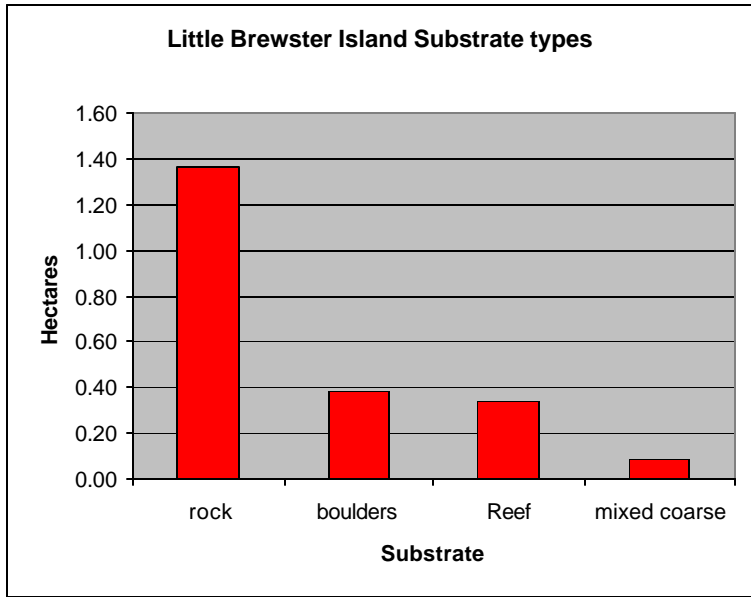 Little Brewster Island Substrate types
1.60
1.40
1.20
1.00
0.80
0.60
0.40
0.20
0.00
Hectares
rock boulders Reef mixed coarse
Substrate